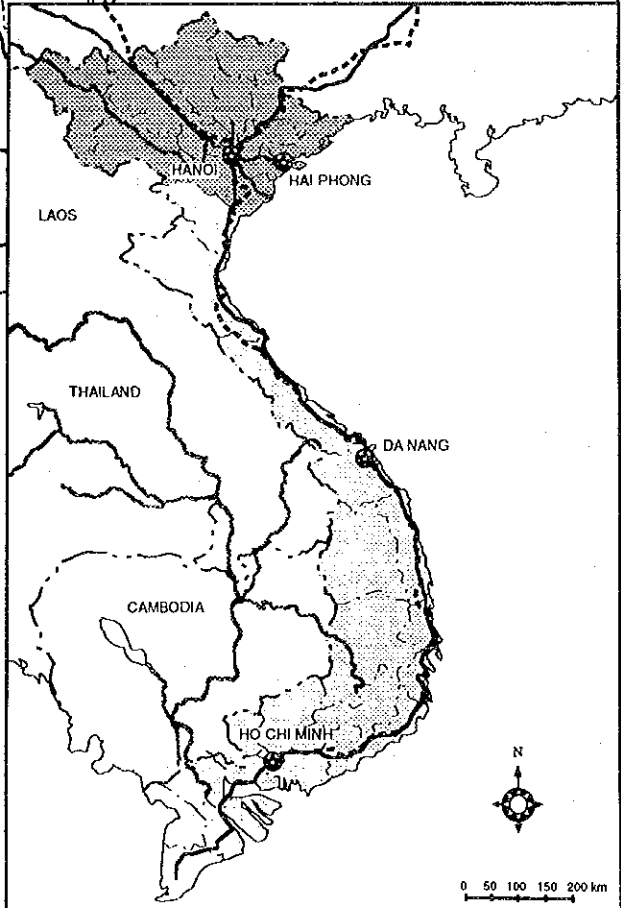 HANOI
HAI PHONG
LAOS
THAILAND
DA NANG
CAMBODIA
HO CHI MINH
N
0 50 100 150 200 km